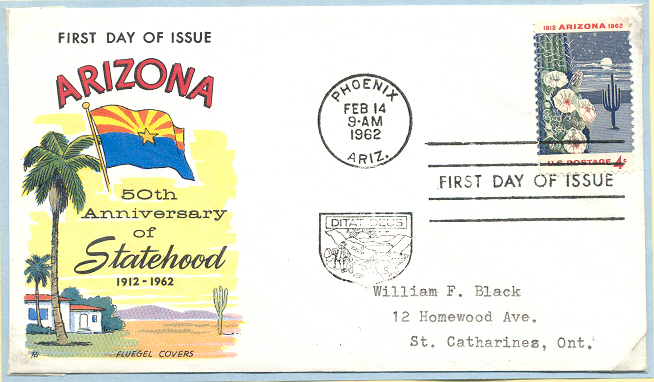 FIRST DAY OF ISSUE
ARIZONA
50th
Anniversary
of
Statehood
1912-1962
FLUEGEL COVERS
PHOENIX
FEB 14
9-AM
1962
ARIZ.
1912 ARIZONA 1962
U.S. POSTAGE 4¢
FIRST DAY OF ISSUE
DITAT DEUS
William F. Black
12 Homewood Ave.
St. Catharines, Ont.